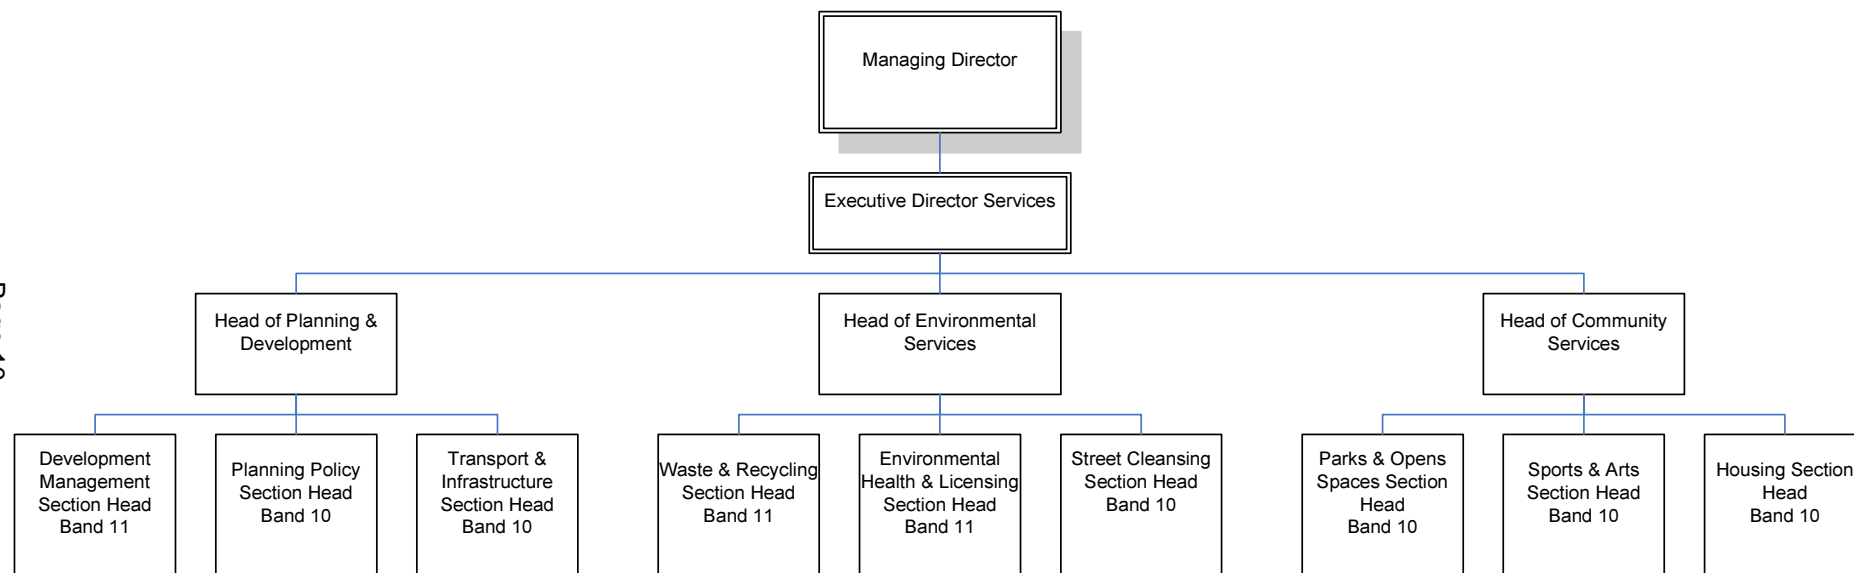 Managing Director
Executive Director Services
Head of Planning &
Development
Head of Environmental
Services
Head of Community
Services
Development
Management
Section Head
Band 11
Planning Policy
Section Head
Band 10
Transport &
Infrastructure
Section Head
Band 10
Waste & Recycling
Section Head
Band 11
Environmental
Health & Licensing
Section Head
Band 11
Street Cleansing
Section Head
Band 10
Parks & Opens
Spaces Section
Head
Band 10
Sports & Arts
Section Head
Band 10
Housing Section
Head
Band 10